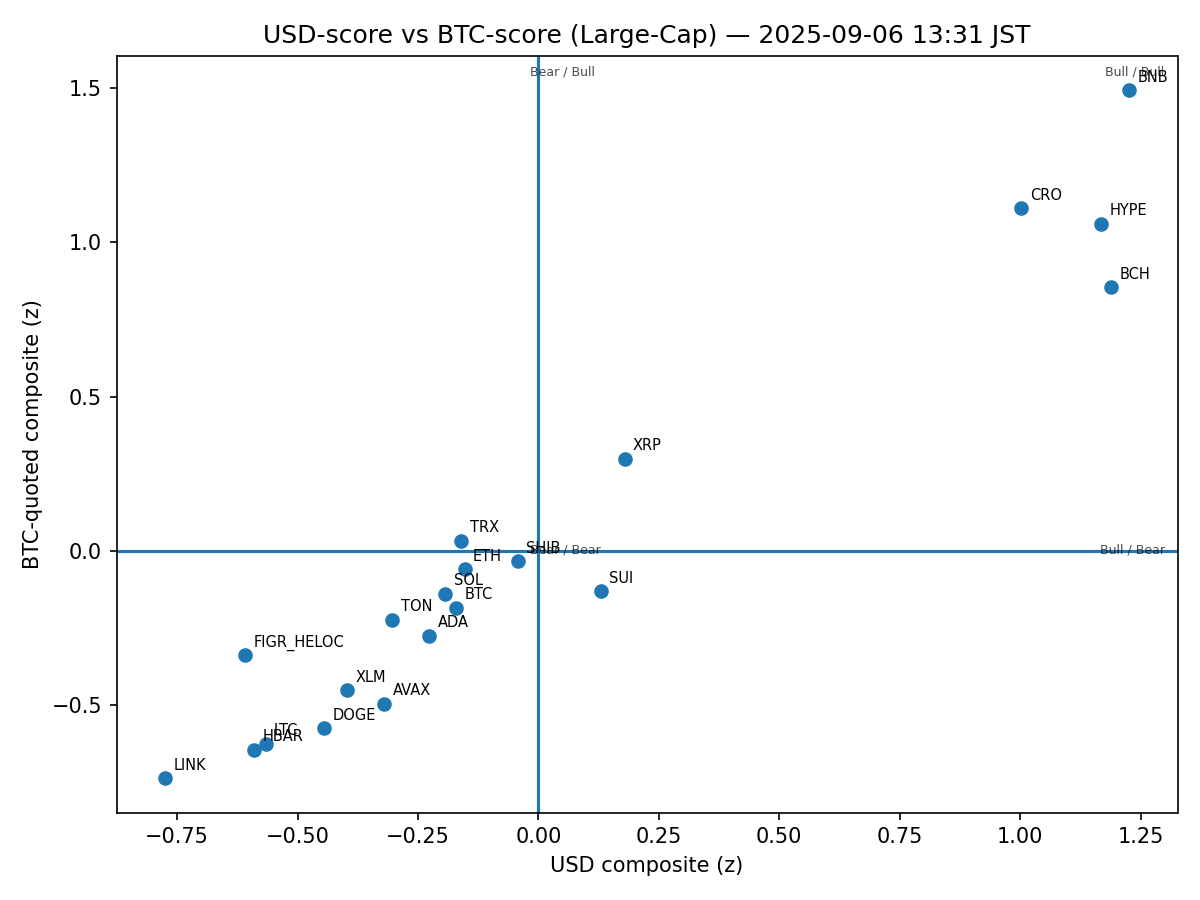 USD-score vs BTC-score (Large-Cap) — 2025-09-06 13:31 JST
Bear / Bull
Bull / Bull
BNB
1.5
CRO
HYPE
1.0
BCH
0.5
XRP
TRX
SHIB
Bear / Bear
Bull / Bear
0.0
ETH
SOL
SUI
BTC
TON
ADA
FIGR_HELOC
XLM
AVAX
−0.5
DOGE
LTC
HBAR
LINK
BTC-quoted composite (z)
−0.75
−0.50
−0.25
0.00
0.25
0.50
0.75
1.00
1.25
USD composite (z)